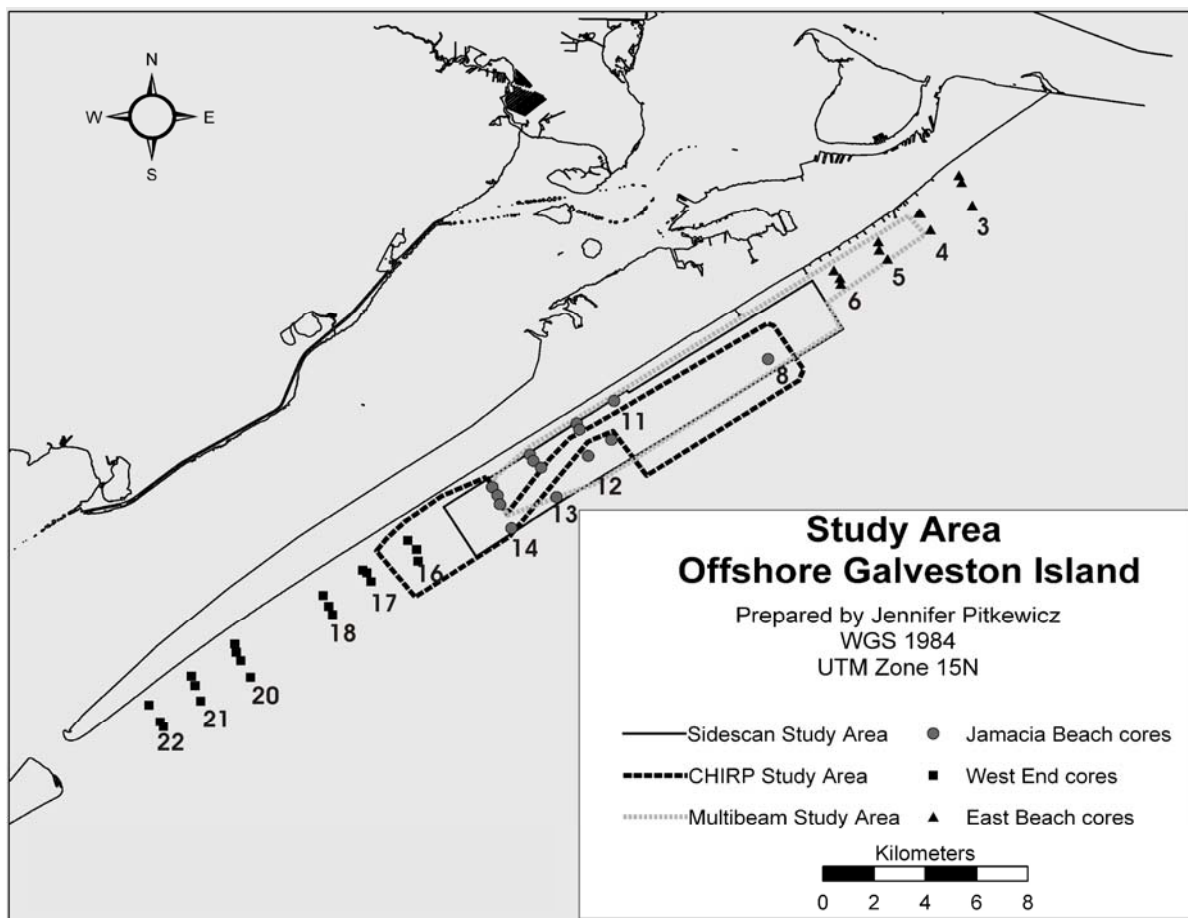 N
W E
S
3
4
5
6
8
11
12
13
14
16
17
18
20
21
22
Study Area
Offshore Galveston Island
Prepared by Jennifer Pitkewicz
WGS 1984
UTM Zone 15N
Sidescan Study Area
Jamacia Beach cores
CHIRP Study Area
West End cores
Multibeam Study Area
East Beach cores
Kilometers
0 2 4 6 8